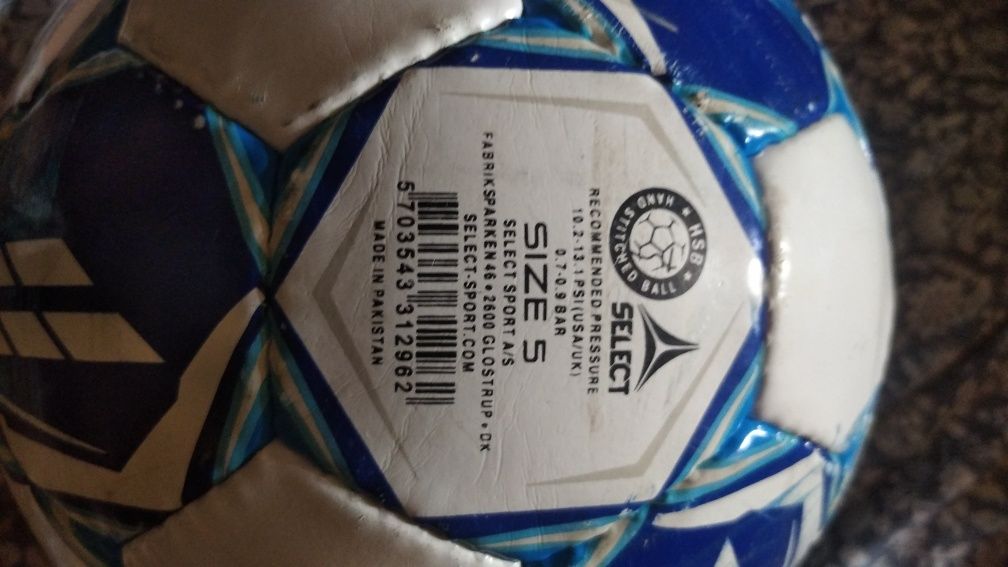 ★ HSB ★
HAND STITCHED BALL
SELECT
RECOMMENDED PRESSURE
10.2-13.1 PSI (USA/UK)
0.7-0.9 BAR
SIZE 5
SELECT SPORT A/S
FABRIKSPARKEN 46 • 2600 GLOSTRUP • DK
SELECT-SPORT.COM
5 703543 312962
MADE IN PAKISTAN